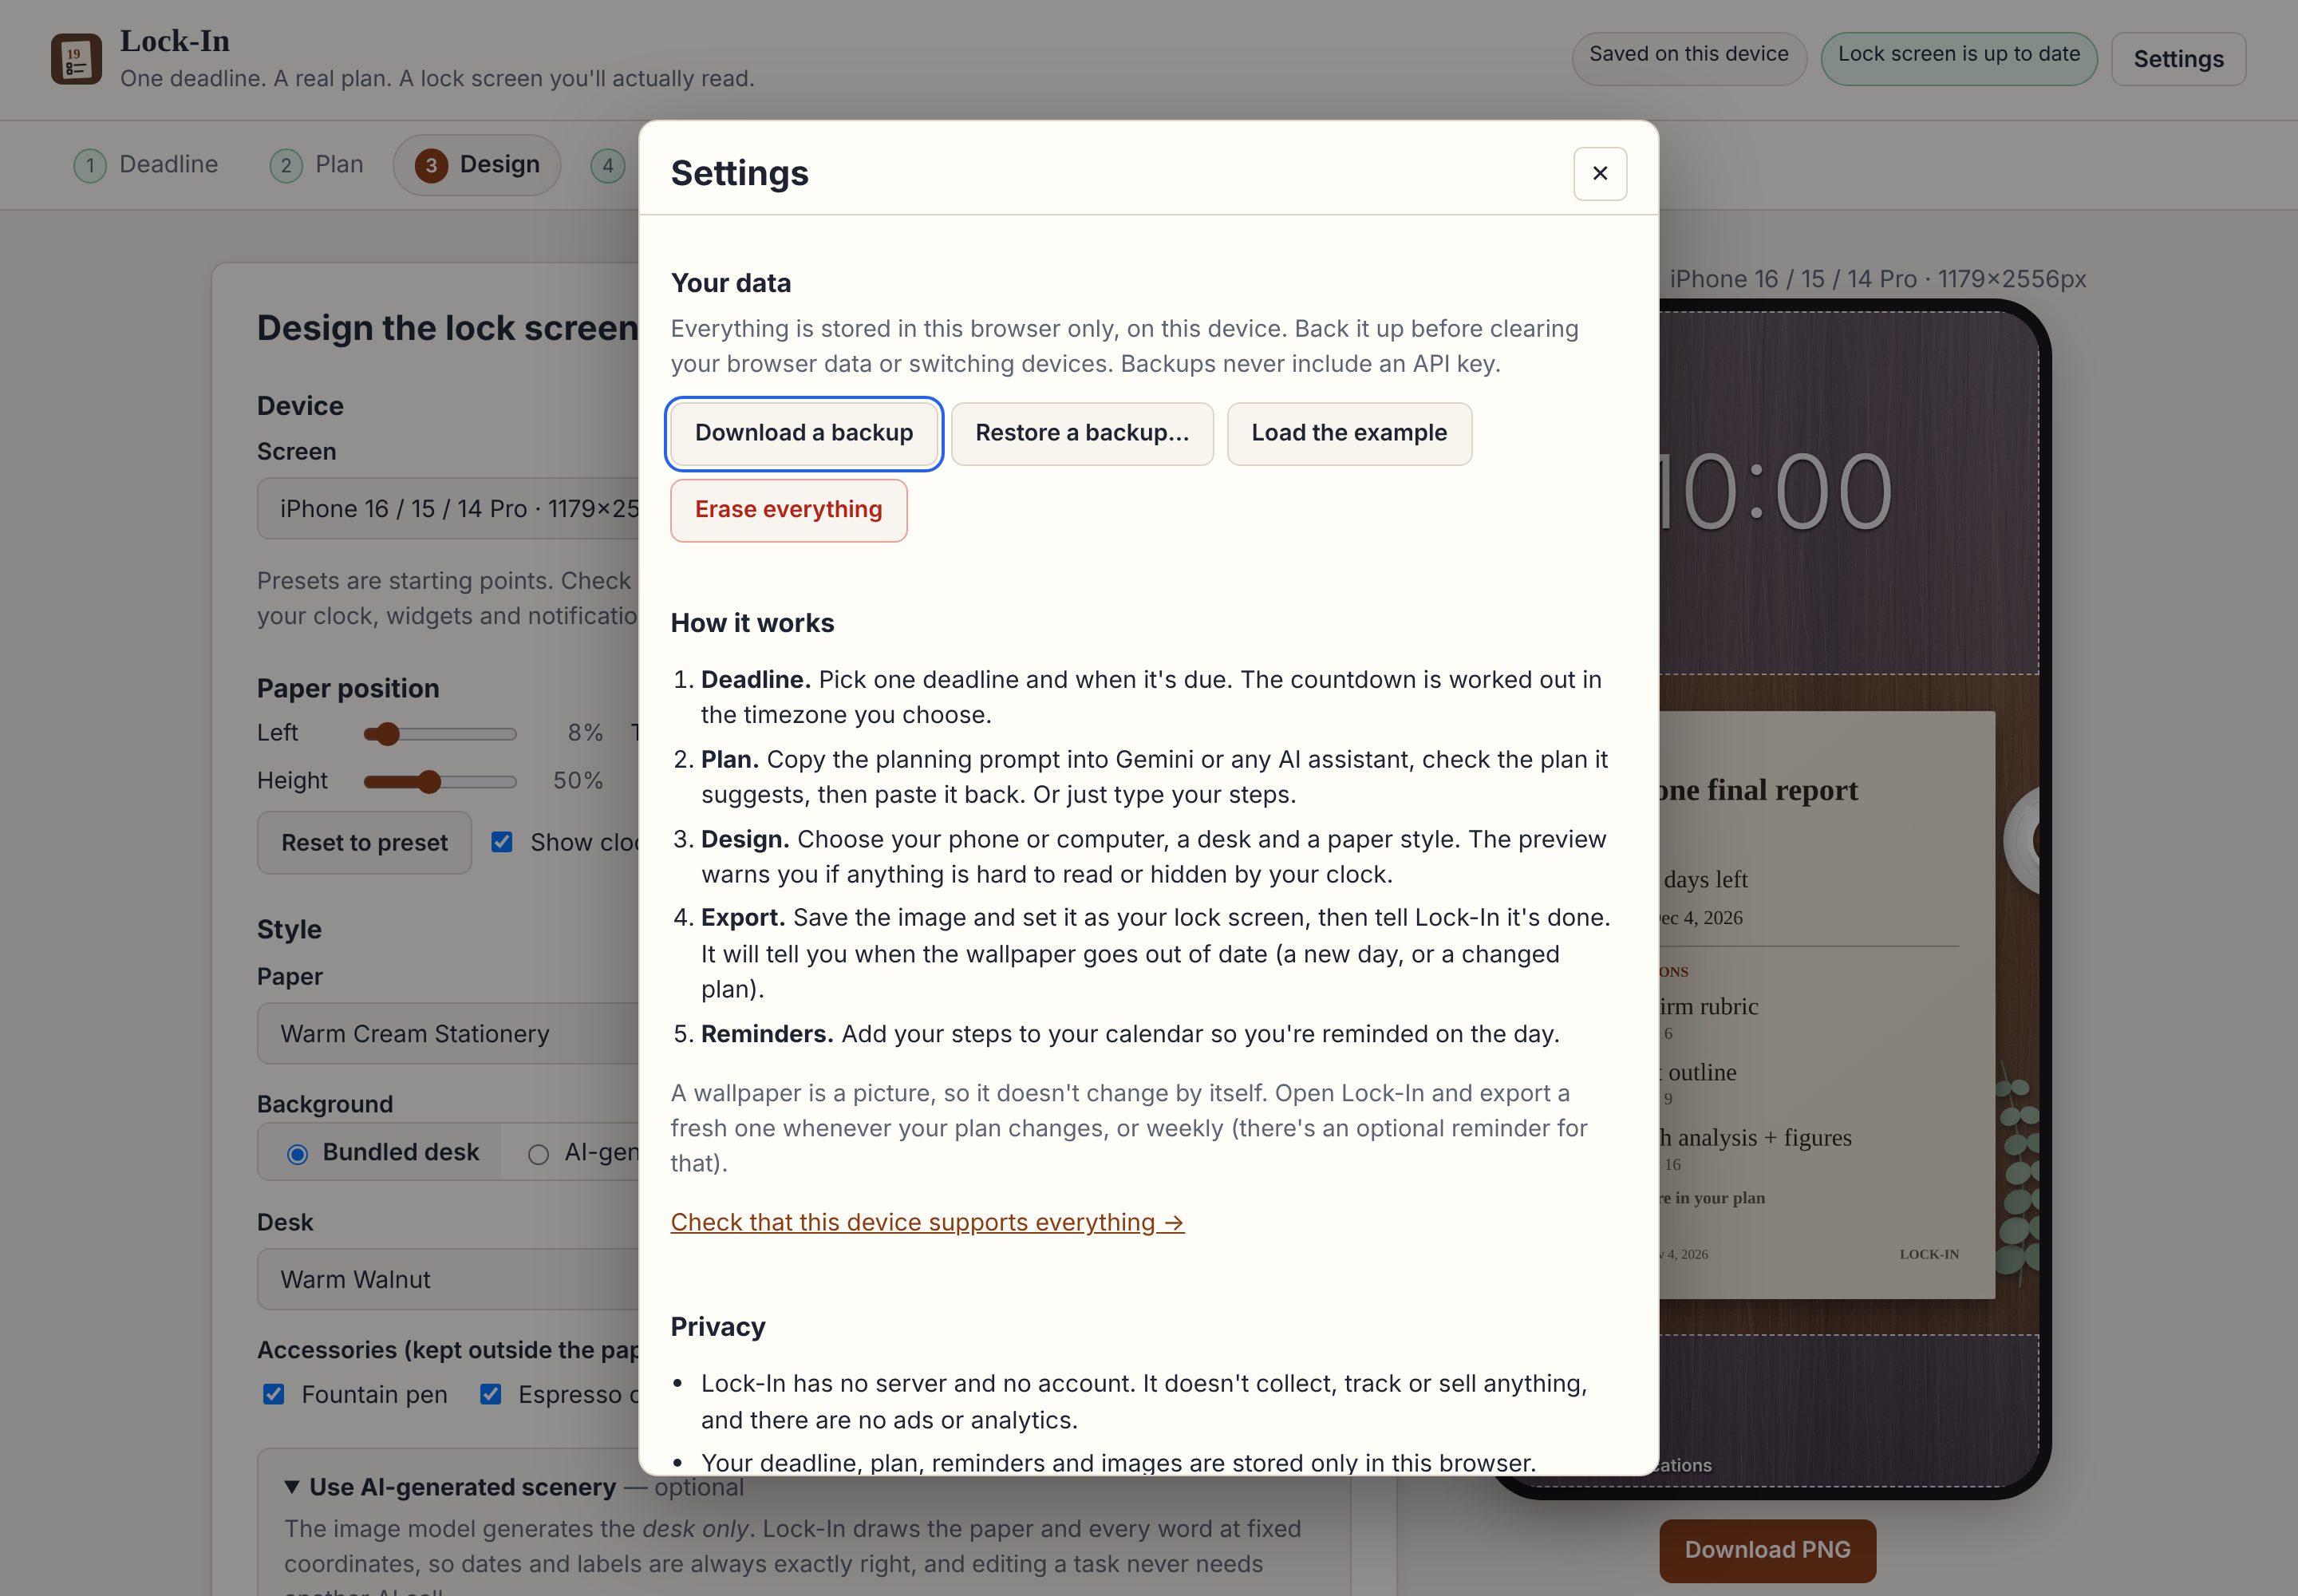 19
Lock-In
One deadline. A real plan. A lock screen you'll actually read.
Saved on this device
Lock screen is up to date
Settings
1 Deadline
2 Plan
3 Design
4
Settings
×
Your data
Everything is stored in this browser only, on this device. Back it up before clearing
your browser data or switching devices. Backups never include an API key.
Download a backup
Restore a backup...
Load the example
Erase everything
How it works
1. Deadline. Pick one deadline and when it's due. The countdown is worked out in
the timezone you choose.
2. Plan. Copy the planning prompt into Gemini or any AI assistant, check the plan it
suggests, then paste it back. Or just type your steps.
3. Design. Choose your phone or computer, a desk and a paper style. The preview
warns you if anything is hard to read or hidden by your clock.
4. Export. Save the image and set it as your lock screen, then tell Lock-In it's done.
It will tell you when the wallpaper goes out of date (a new day, or a changed
plan).
5. Reminders. Add your steps to your calendar so you're reminded on the day.
A wallpaper is a picture, so it doesn't change by itself. Open Lock-In and export a
fresh one whenever your plan changes, or weekly (there's an optional reminder for
that).
Check that this device supports everything →
Privacy
• Lock-In has no server and no account. It doesn't collect, track or sell anything,
and there are no ads or analytics.
• Your deadline, plan, reminders and images are stored only in this browser.
Design the lock screen
Device
Screen
iPhone 16 / 15 / 14 Pro · 1179×25
Presets are starting points. Check
your clock, widgets and
Paper position
Left 8%
Height 50%
Reset to preset
Show
Style
Paper
Warm Cream Stationery
Background
Bundled desk
Desk
Warm Walnut
Accessories (kept outside the
Fountain pen
Espresso
▼ Use AI-generated scenery — optional
The image model generates the desk only. Lock-In draws the paper and every word at fixed
coordinates, so dates and labels are always exactly right, and editing a task never needs
iPhone 16 / 15 / 14 Pro · 1179×2556px
10:00
final report
days left
4, 2026
rubric
6
outline
9
analysis + figures
16
in your plan
4, 2026
LOCK-IN
Download PNG